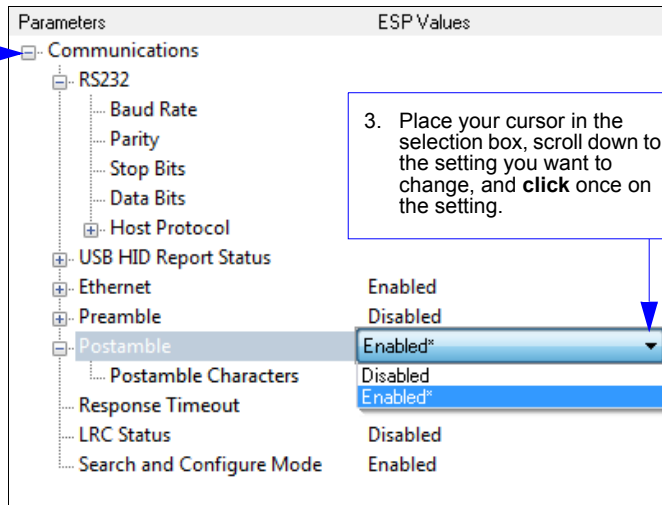 Parameters ESP Values
Communications
RS232
Baud Rate
Parity
Stop Bits
Data Bits
Host Protocol
3. Place your cursor in the
selection box, scroll down to
the setting you want to
change, and click once on
the setting.
USB HID Report Status
Ethernet Enabled
Preamble Disabled
Postamble Enabled*
Postamble Characters Disabled
Enabled*
Response Timeout
LRC Status Disabled
Search and Configure Mode Enabled